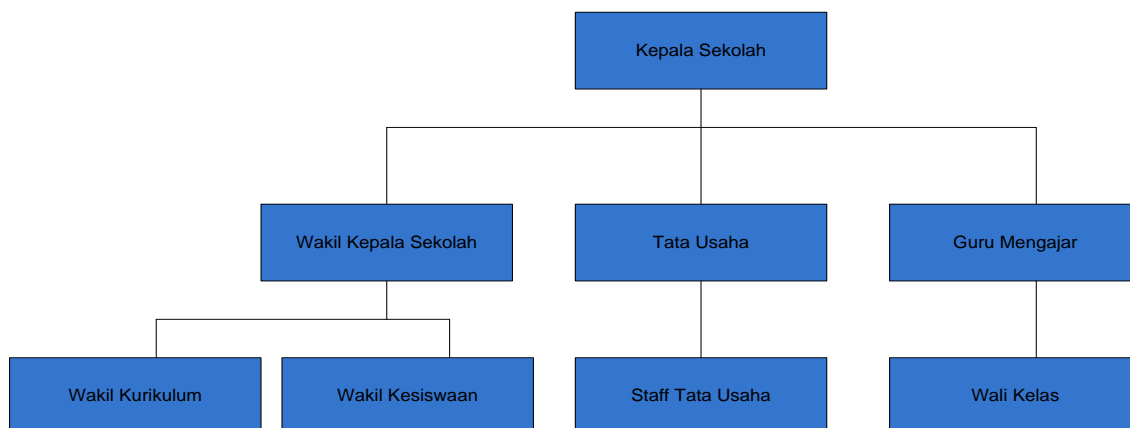 Kepala Sekolah
Wakil Kepala Sekolah
Tata Usaha
Guru Mengajar
Wakil Kurikulum
Wakil Kesiswaan
Staff Tata Usaha
Wali Kelas